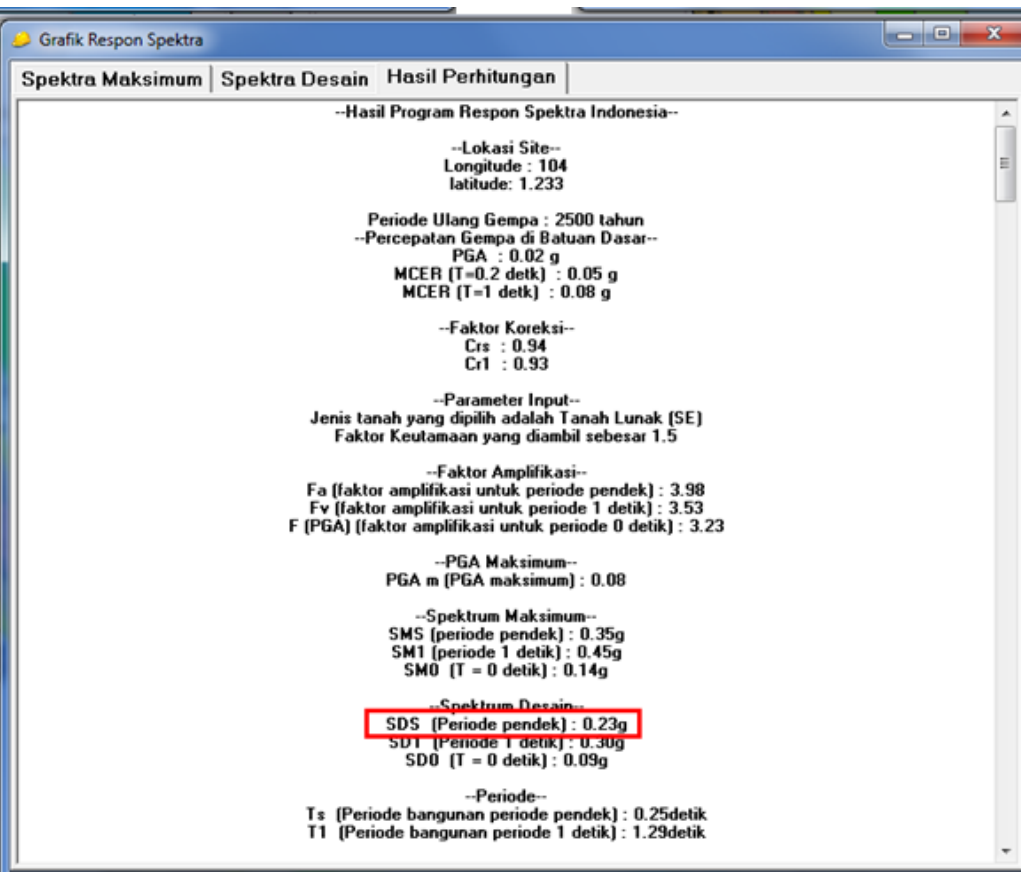 Grafik Respon Spektra
Spektra Maksimum Spektra Desain Hasil Perhitungan
--Hasil Program Respon Spektra Indonesia--
--Lokasi Site--
Longitude : 104
latitude: 1.233
Periode Ulang Gempa : 2500 tahun
--Percepatan Gempa di Batuan Dasar--
PGA : 0.02 g
MCER (T=0.2 detk) : 0.05 g
MCER (T=1 detk) : 0.08 g
--Faktor Koreksi--
Crs : 0.94
Cr1 : 0.93
--Parameter Input--
Jenis tanah yang dipilih adalah Tanah Lunak (SE)
Faktor Keutamaan yang diambil sebesar 1.5
--Faktor Amplifikasi--
Fa (faktor amplifikasi untuk periode pendek) : 3.98
Fv (faktor amplifikasi untuk periode 1 detik) : 3.53
F (PGA) (faktor amplifikasi untuk periode 0 detik) : 3.23
--PGA Maksimum--
PGA m (PGA maksimum) : 0.08
--Spektrum Maksimum--
SMS (periode pendek) : 0.35g
SM1 (periode 1 detik) : 0.45g
SM0 (T = 0 detik) : 0.14g
--Spektrum Desain--
SDS (Periode pendek) : 0.23g
SD1 (Periode 1 detik) : 0.30g
SD0 (T = 0 detik) : 0.09g
--Periode--
Ts (Periode bangunan periode pendek) : 0.25detik
T1 (Periode bangunan periode 1 detik) : 1.29detik